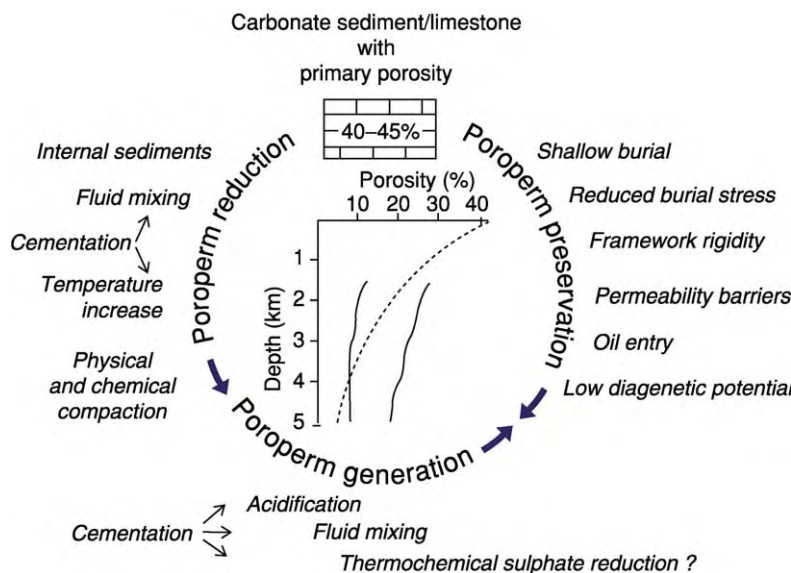 Carbonate sediment/limestone
with
primary porosity
40–45%
Poroperm reduction
Internal sediments
Fluid mixing
Cementation
Temperature
increase
Physical
and chemical
compaction
Porosity (%)
10 20 30 40
Depth (km)
1
2
3
4
5
Poroperm preservation
Shallow burial
Reduced burial stress
Framework rigidity
Permeability barriers
Oil entry
Low diagenetic potential
Poroperm generation
Acidification
Cementation
Fluid mixing
Thermochemical sulphate reduction ?